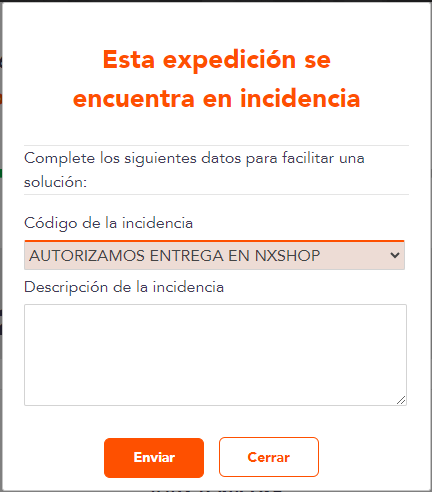 Esta expedición se
encuentra en incidencia
Complete los siguientes datos para facilitar una
solución:
Código de la incidencia
AUTORIZAMOS ENTREGA EN NXSHOP
Descripción de la incidencia
Enviar
Cerrar